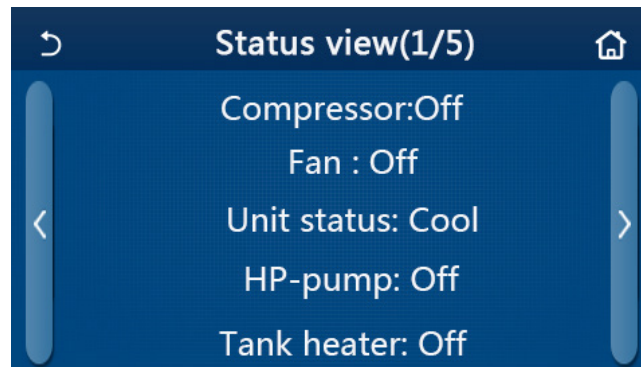 Status view(1/5)
Compressor:Off
Fan : Off
Unit status: Cool
HP-pump: Off
Tank heater: Off